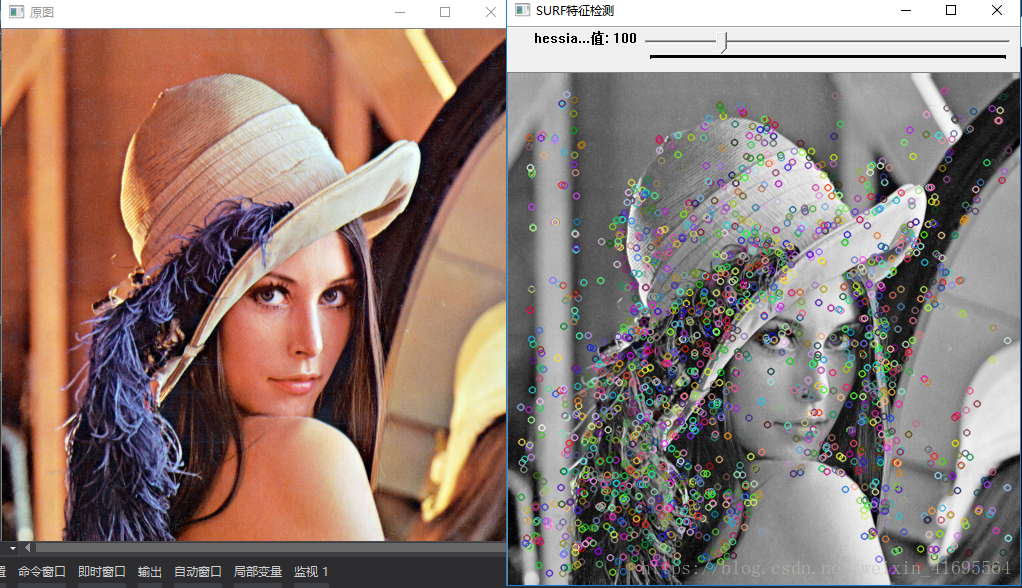 原图
SURF特征检测
hessia...值: 100
命令窗口 即时窗口 输出 自动窗口 局部变量 监视 1
https://blog.csdn.net/weixin_41695564